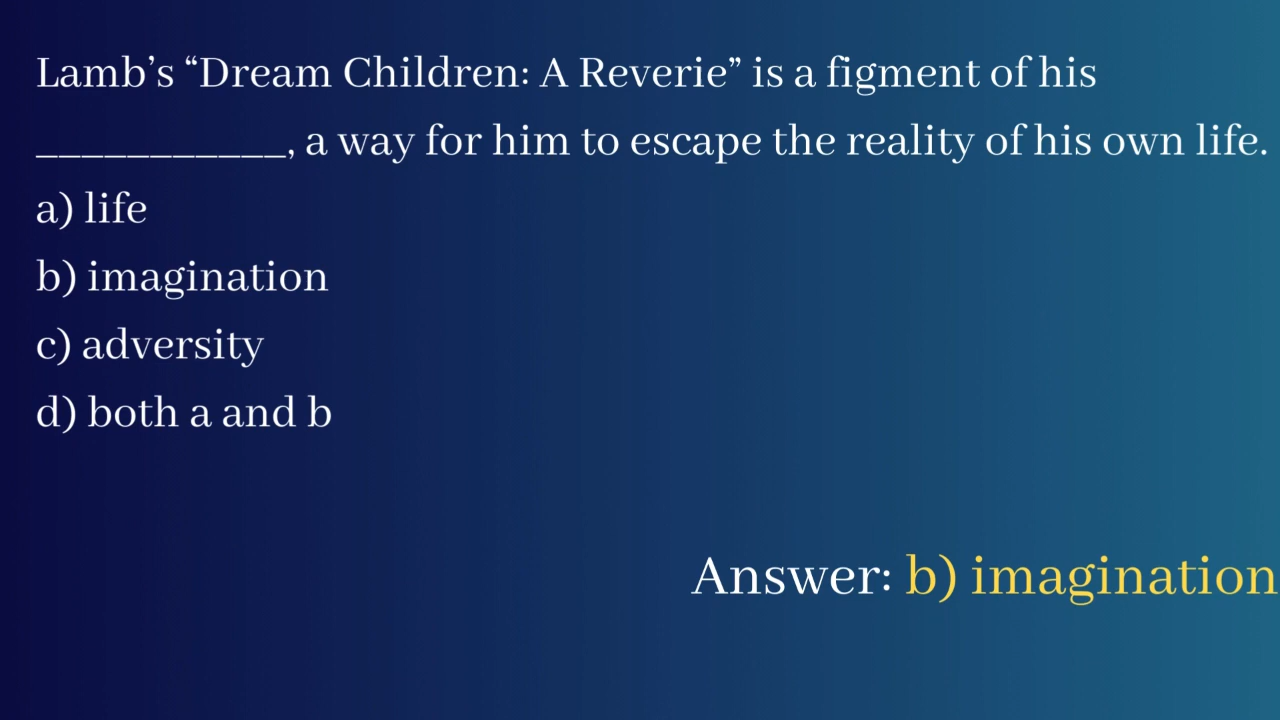 Lamb’s “Dream Children: A Reverie” is a figment of his
___________, a way for him to escape the reality of his own life.
a) life
b) imagination
c) adversity
d) both a and b
Answer: b) imagination